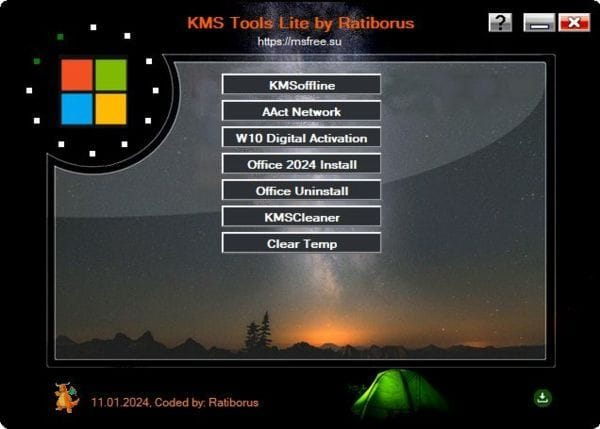 KMS Tools Lite by Ratiborus
https://msfree.su
?
KMSoffline
AAct Network
W10 Digital Activation
Office 2024 Install
Office Uninstall
KMSCleaner
Clear Temp
11.01.2024, Coded by: Ratiborus